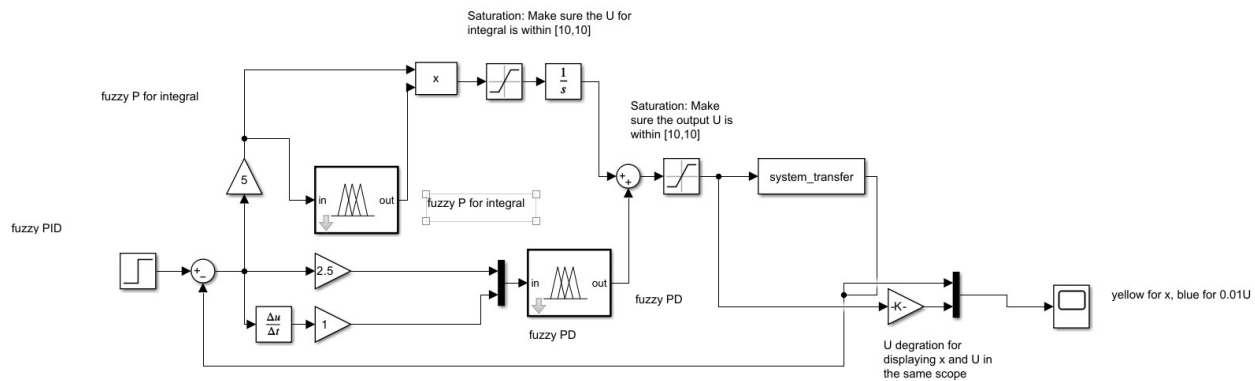 Saturation: Make sure the U for
integral is within [10,10]
x
1
s
fuzzy P for integral
Saturation: Make
sure the output U is
within [10,10]
+
+
system_transfer
5
in
out
fuzzy P for integral
fuzzy PID
+
−
2.5
in
out
fuzzy PD
yellow for x, blue for 0.01U
Δu
Δt
1
-K-
fuzzy PD
U degration for
displaying x and U in
the same scope